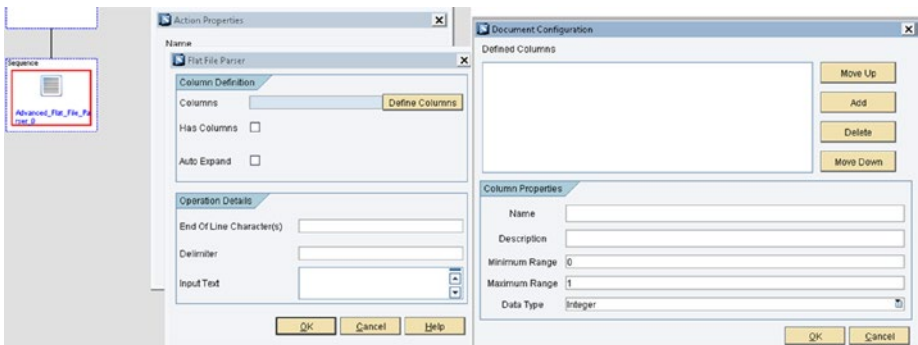 Sequence
Advanced_Flat_File_Pa
rser_0
Action Properties
Name
Flat File Parser
Column Definition
Columns
Define Columns
Has Columns
Auto Expand
Operation Details
End Of Line Character(s)
Delimiter
Input Text
OK
Cancel
Help
Document Configuration
Defined Columns
Move Up
Add
Delete
Move Down
Column Properties
Name
Description
Minimum Range
0
Maximum Range
1
Data Type
Integer
OK
Cancel